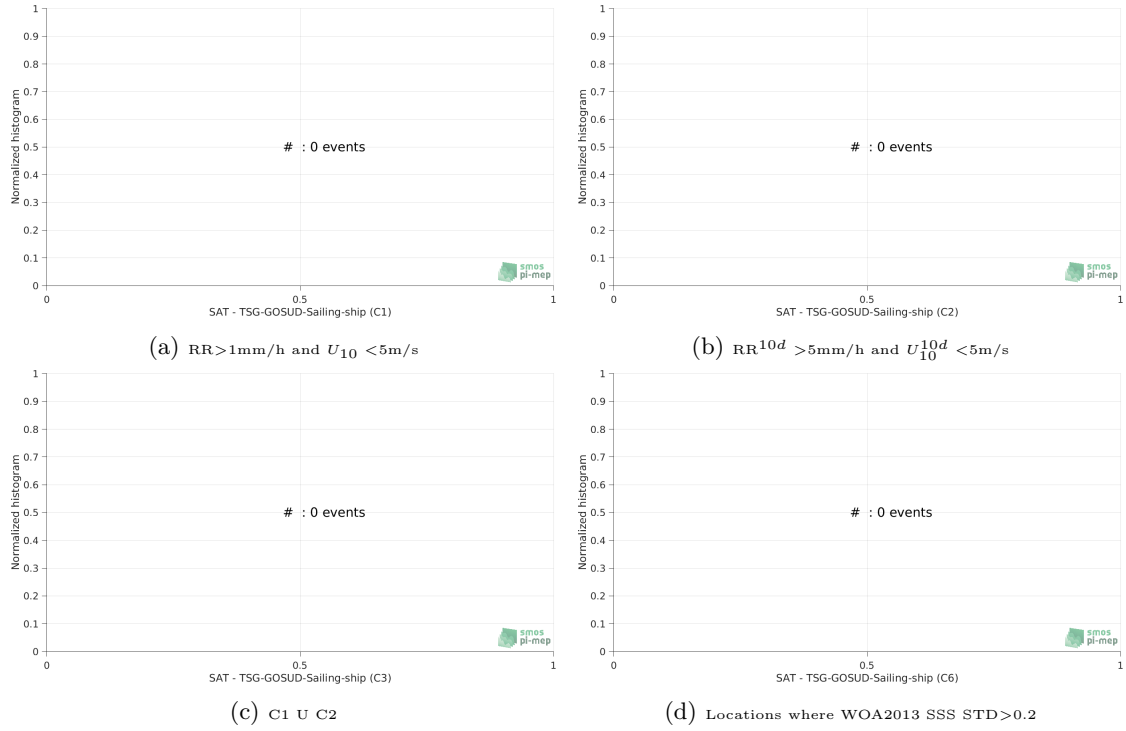 1
0.9
0.8
0.7
0.6
0.5
0.4
0.3
0.2
0.1
0
Normalized histogram
# : 0 events
smos
pi-mep
0 0.5 1
SAT - TSG-GOSUD-Sailing-ship (C1)
(a) RR>1mm/h and U10 <5m/s
1
0.9
0.8
0.7
0.6
0.5
0.4
0.3
0.2
0.1
0
Normalized histogram
# : 0 events
smos
pi-mep
0 0.5 1
SAT - TSG-GOSUD-Sailing-ship (C2)
(b) RR^10d >5mm/h and U10^10d <5m/s
1
0.9
0.8
0.7
0.6
0.5
0.4
0.3
0.2
0.1
0
Normalized histogram
# : 0 events
smos
pi-mep
0 0.5 1
SAT - TSG-GOSUD-Sailing-ship (C3)
(c) C1 U C2
1
0.9
0.8
0.7
0.6
0.5
0.4
0.3
0.2
0.1
0
Normalized histogram
# : 0 events
smos
pi-mep
0 0.5 1
SAT - TSG-GOSUD-Sailing-ship (C6)
(d) Locations where WOA2013 SSS STD>0.2